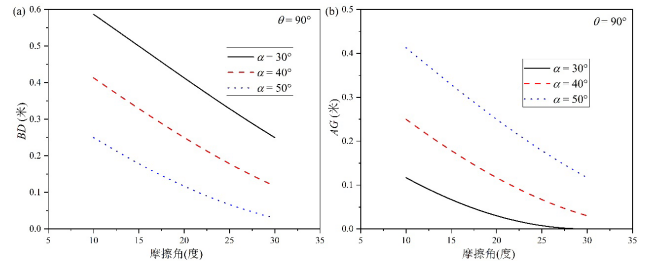 (a)
θ = 90°
α = 30°
α = 40°
α = 50°
BD (米)
0.6
0.5
0.4
0.3
0.2
0.1
0.0
5 10 15 20 25 30 35
摩擦角(度)
(b)
θ = 90°
α = 30°
α = 40°
α = 50°
AG (米)
0.5
0.4
0.3
0.2
0.1
0.0
5 10 15 20 25 30 35
摩擦角(度)